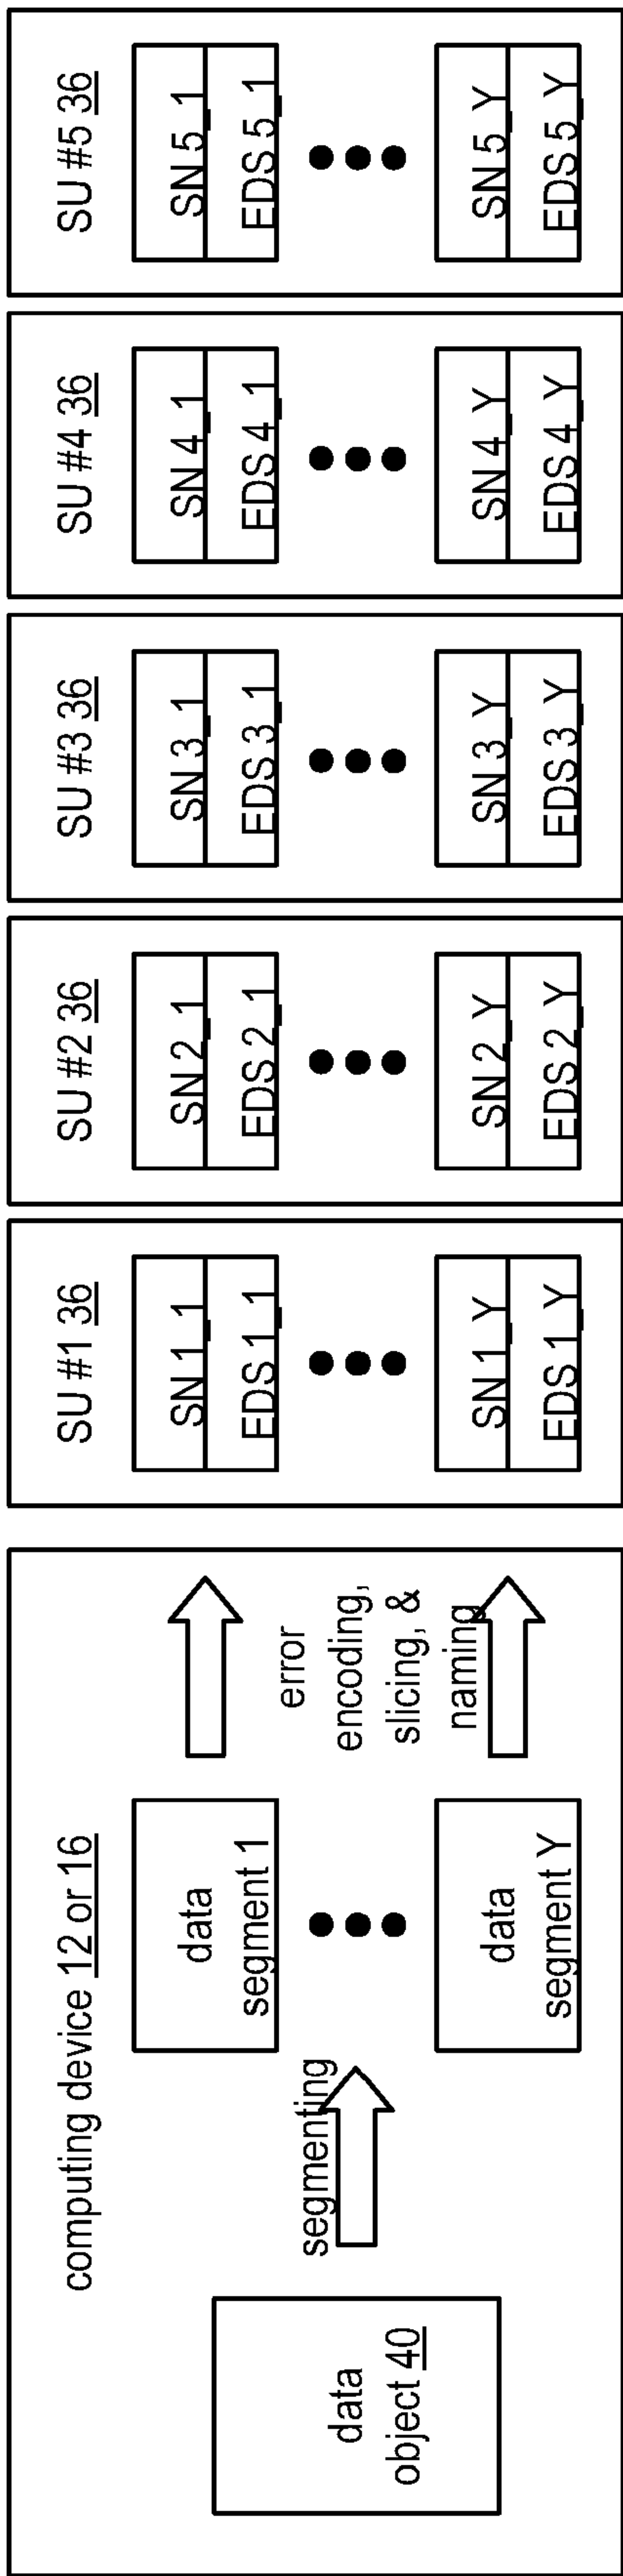 computing device 12 or 16
data
object 40
segmenting
data
segment 1
data
segment Y
error
encoding,
slicing, &
naming
SU #1 36
SN 1_1
EDS 1_1
SN 1_Y
EDS 1_Y
SU #2 36
SN 2_1
EDS 2_1
SN 2_Y
EDS 2_Y
SU #3 36
SN 3_1
EDS 3_1
SN 3_Y
EDS 3_Y
SU #4 36
SN 4_1
EDS 4_1
SN 4_Y
EDS 4_Y
SU #5 36
SN 5_1
EDS 5_1
SN 5_Y
EDS 5_Y